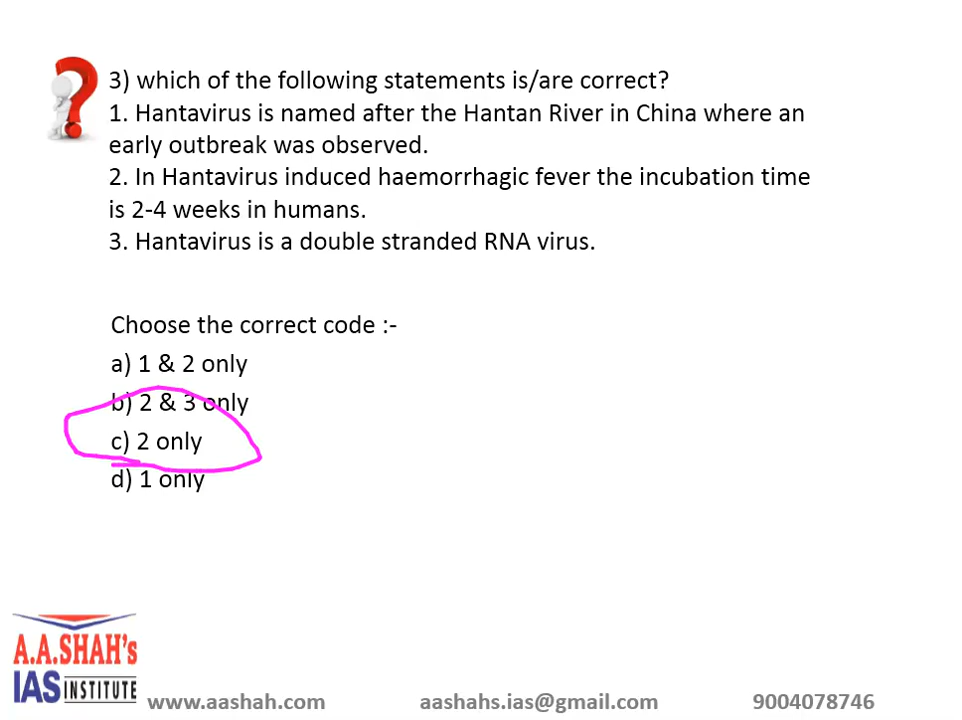 3) which of the following statements is/are correct?
1. Hantavirus is named after the Hantan River in China where an
early outbreak was observed.
2. In Hantavirus induced haemorrhagic fever the incubation time
is 2-4 weeks in humans.
3. Hantavirus is a double stranded RNA virus.
Choose the correct code :-
a) 1 & 2 only
b) 2 & 3 only
c) 2 only
d) 1 only
A.A.SHAH's
IAS INSTITUTE
www.aashah.com aashahs.ias@gmail.com 9004078746